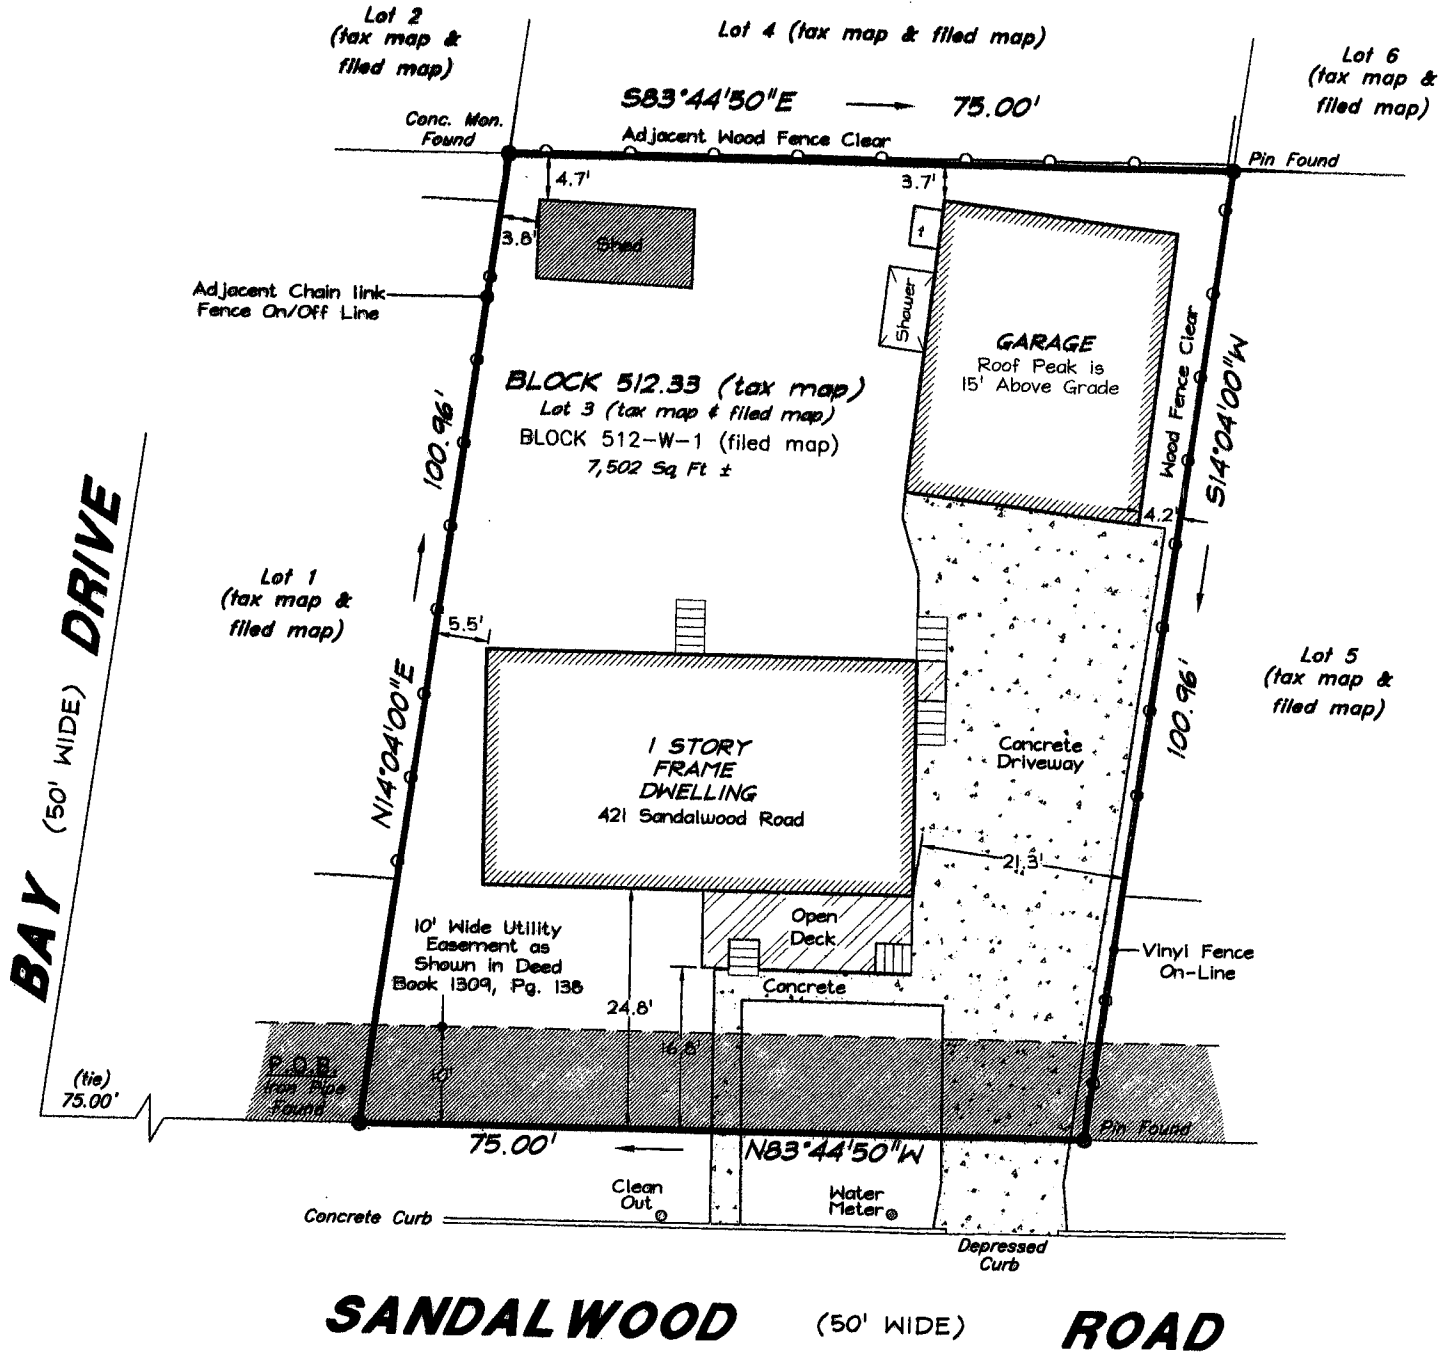 Lot 2
(tax map &
filed map)
Lot 4 (tax map & filed map)
Lot 6
(tax map &
filed map)
S83°44'50"E
75.00'
Conc. Mon.
Found
Adjacent Wood Fence Clear
Pin Found
4.7'
3.7'
3.8'
Shed
t
Shower
Adjacent Chain link
Fence On/Off Line
GARAGE
Roof Peak is
15' Above Grade
Wood Fence Clear
S14°04'00"W
BLOCK 512.33 (tax map)
Lot 3 (tax map & filed map)
BLOCK 512-W-1 (filed map)
7,502 Sq Ft ±
100.96'
4.2'
BAY (50' WIDE) DRIVE
Lot 1
(tax map &
filed map)
5.5'
N14°04'00"E
Lot 5
(tax map &
filed map)
100.96'
1 STORY
FRAME
DWELLING
421 Sandalwood Road
Concrete
Driveway
21.3'
Open
Deck
10' Wide Utility
Easement as
Shown in Deed
Book 1309, Pg. 138
Vinyl Fence
On-Line
Concrete
24.8'
16.8'
P.O.B.
Iron Pipe
Found
10'
(tie)
75.00'
Pin Found
75.00'
N83°44'50"W
Clean
Out
Water
Meter
Concrete Curb
Depressed
Curb
SANDALWOOD (50' WIDE) ROAD